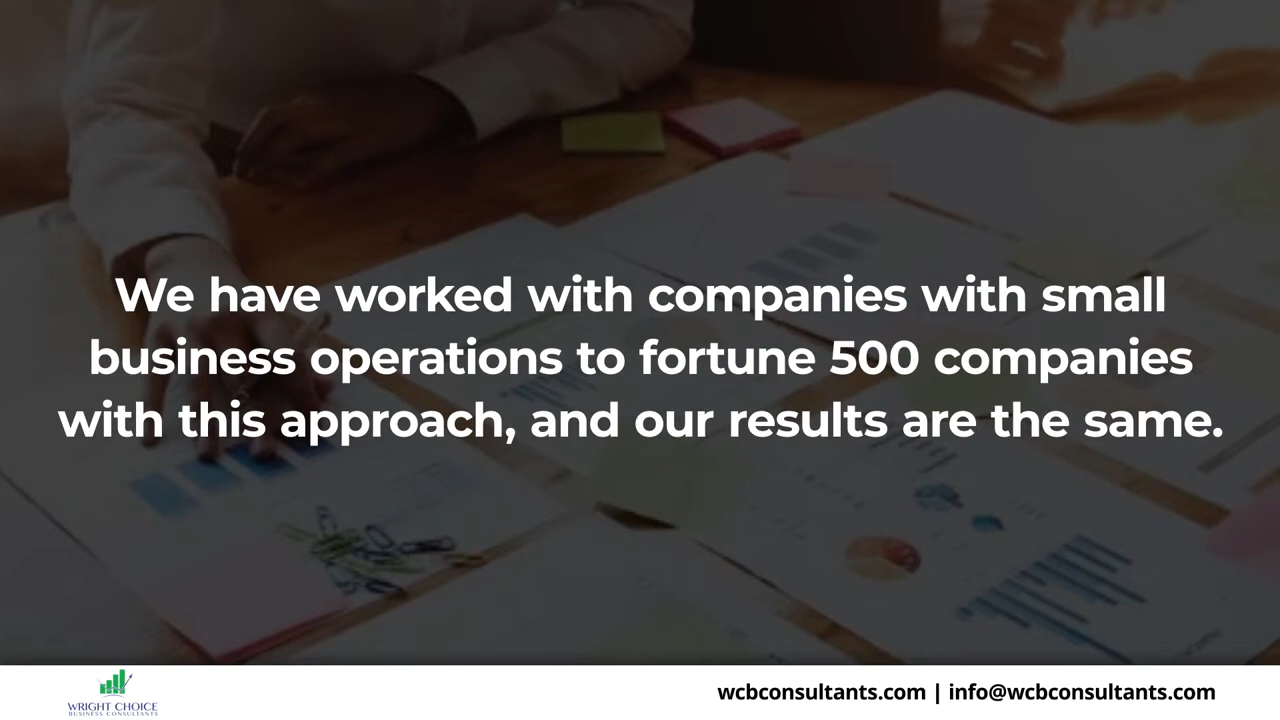 We have worked with companies with small
business operations to fortune 500 companies
with this approach, and our results are the same.
WRIGHT CHOICE
BUSINESS CONSULTANTS
wcbconsultants.com | info@wcbconsultants.com